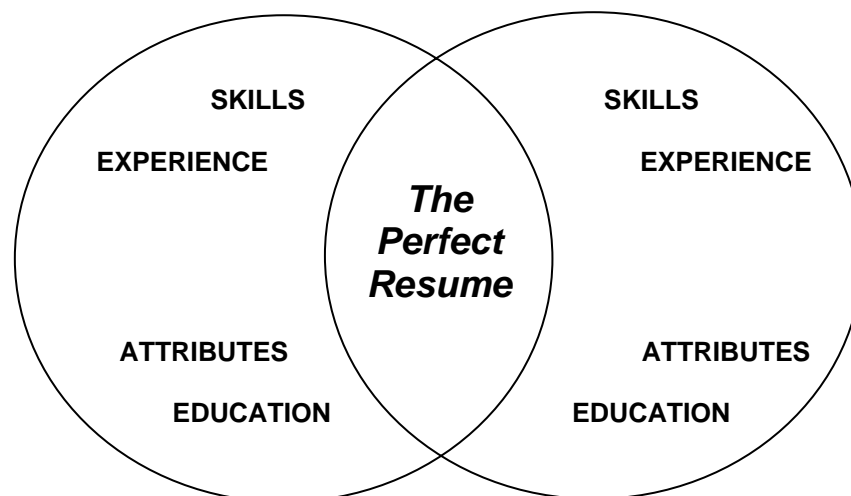 SKILLS
EXPERIENCE
ATTRIBUTES
EDUCATION
The
Perfect
Resume
SKILLS
EXPERIENCE
ATTRIBUTES
EDUCATION